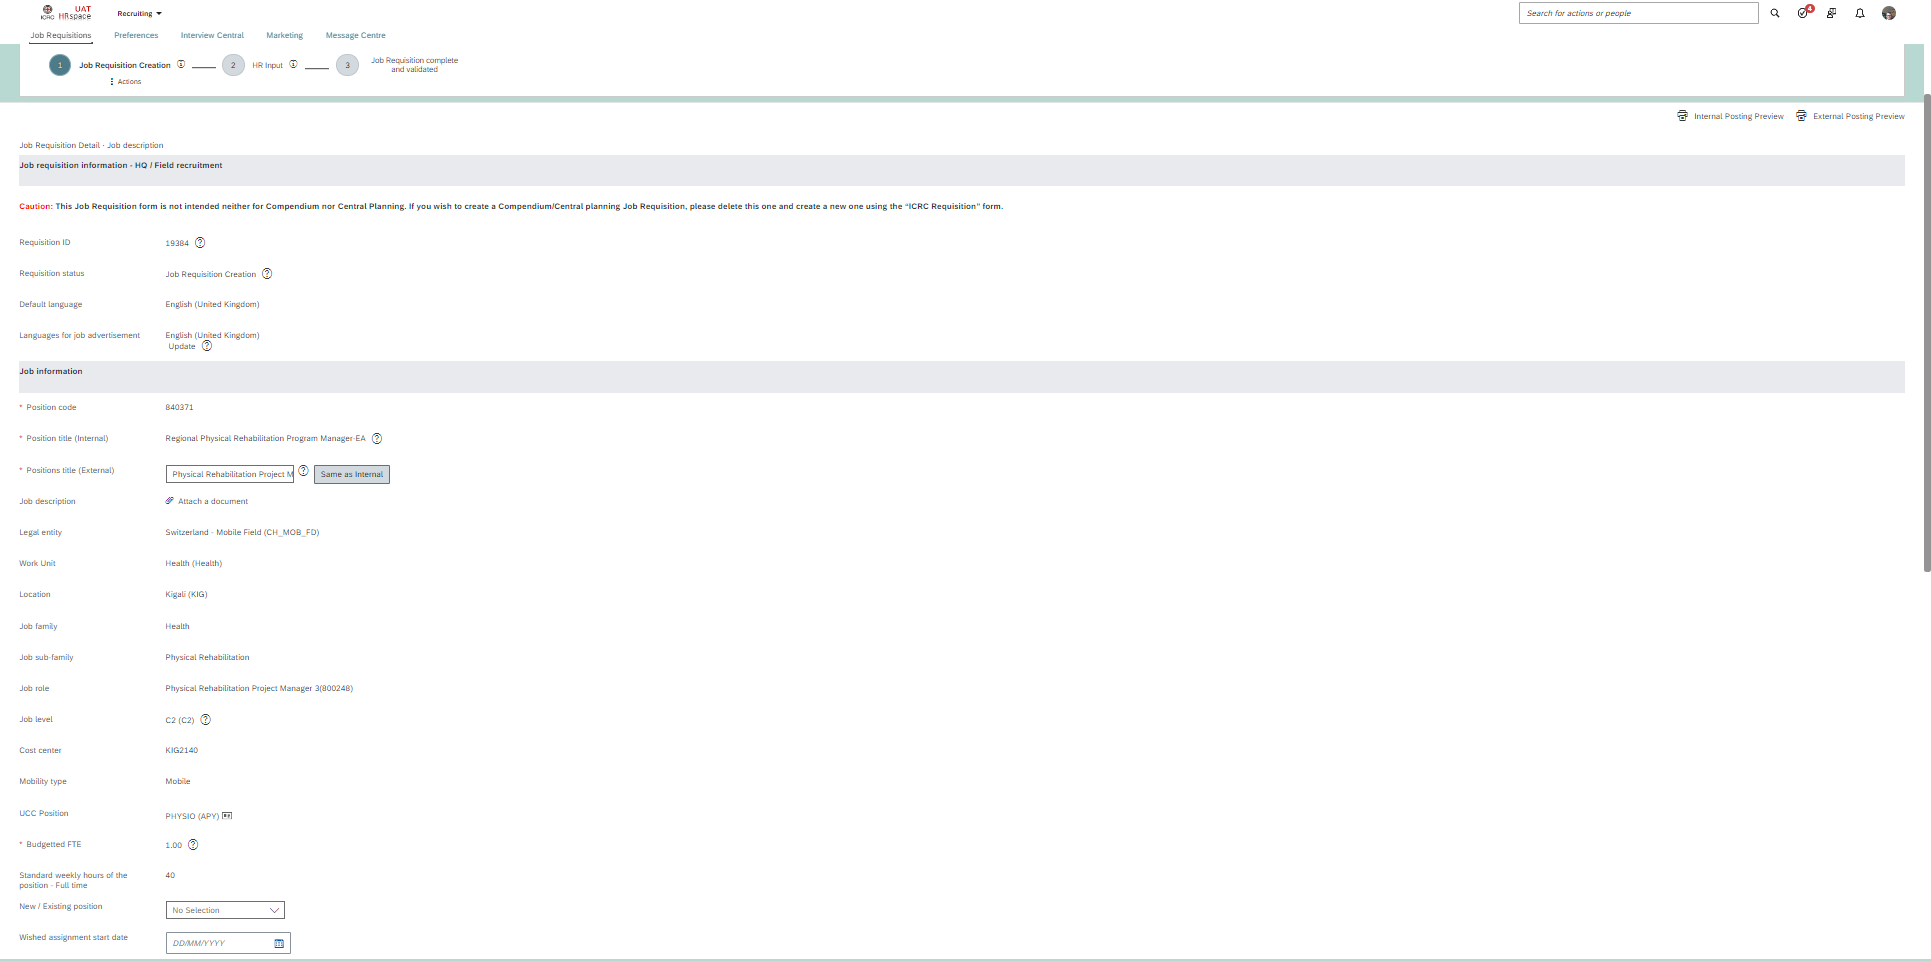 UAT
ICRC HRspace
Recruiting
Search for actions or people
4
Job Requisitions
Preferences
Interview Central
Marketing
Message Centre
1
Job Requisition Creation
2
HR Input
3
Job Requisition complete
and validated
Actions
Internal Posting Preview
External Posting Preview
Job Requisition Detail - Job description
Job requisition information - HQ / Field recruitment
Caution: This Job Requisition form is not intended neither for Compendium nor Central Planning. If you wish to create a Compendium/Central planning Job Requisition, please delete this one and create a new one using the “ICRC Requisition” form.
Requisition ID
19384
Requisition status
Job Requisition Creation
Default language
English (United Kingdom)
Languages for job advertisement
English (United Kingdom)
Update
Job information
* Position code
840371
* Position title (Internal)
Regional Physical Rehabilitation Program Manager-EA
* Positions title (External)
Physical Rehabilitation Project M
Same as Internal
Job description
Attach a document
Legal entity
Switzerland - Mobile Field (CH_MOB_FD)
Work Unit
Health (Health)
Location
Kigali (KIG)
Job family
Health
Job sub-family
Physical Rehabilitation
Job role
Physical Rehabilitation Project Manager 3(800248)
Job level
C2 (C2)
Cost center
KIG2140
Mobility type
Mobile
UCC Position
PHYSIO (APY)
* Budgetted FTE
1.00
Standard weekly hours of the
position - Full time
40
New / Existing position
No Selection
Wished assignment start date
DD/MM/YYYY